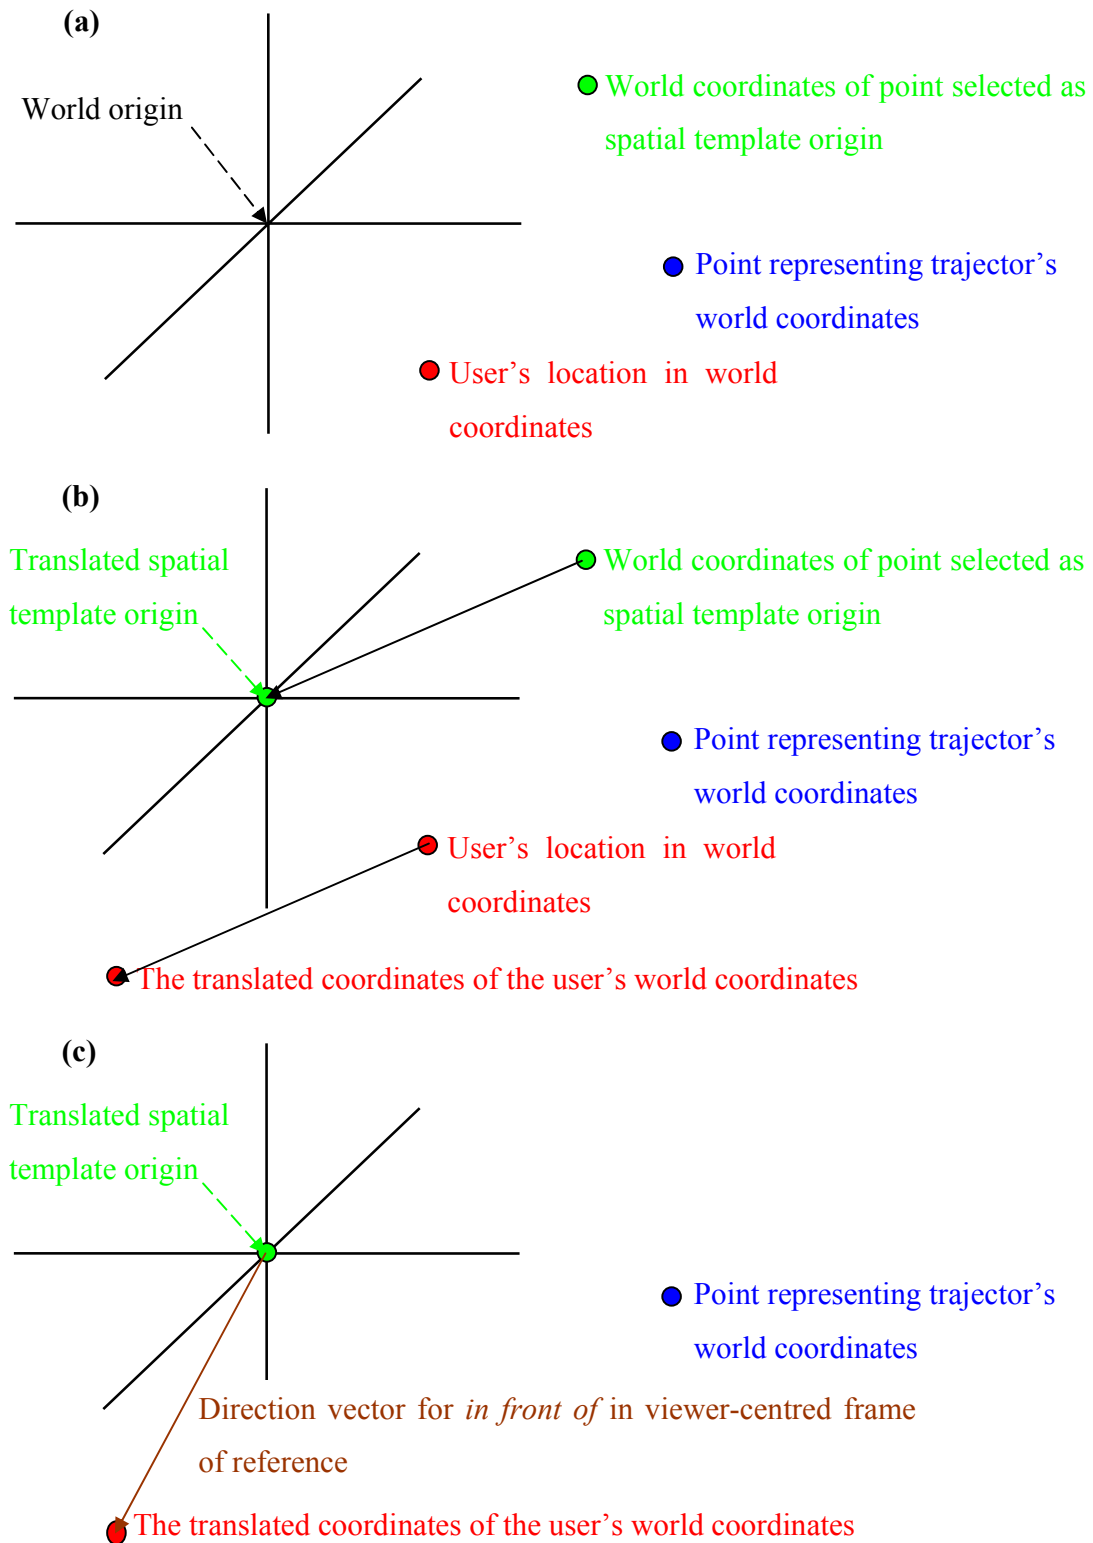 (a)
World origin
World coordinates of point selected as
spatial template origin
Point representing trajector’s
world coordinates
User’s location in world
coordinates
(b)
Translated spatial
template origin
World coordinates of point selected as
spatial template origin
Point representing trajector’s
world coordinates
User’s location in world
coordinates
The translated coordinates of the user’s world coordinates
(c)
Translated spatial
template origin
Point representing trajector’s
world coordinates
Direction vector for in front of in viewer-centred frame
of reference
The translated coordinates of the user’s world coordinates